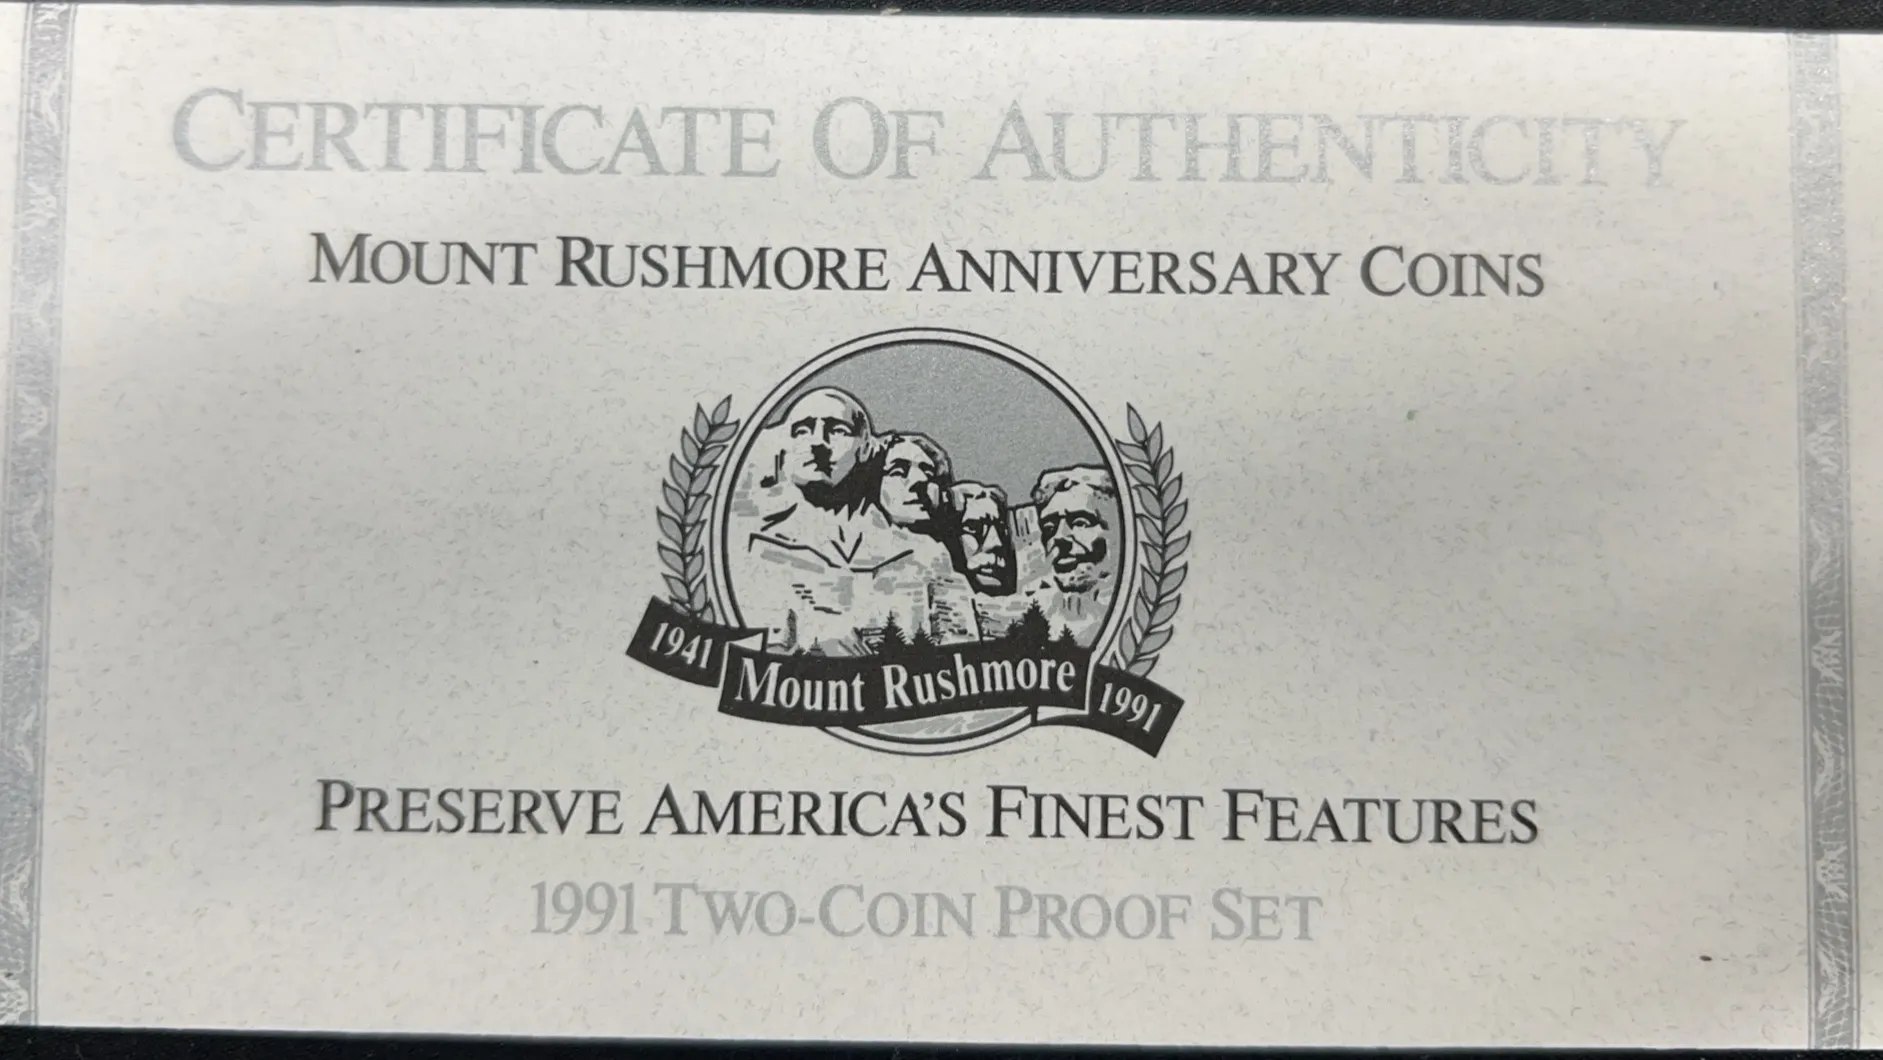 CERTIFICATE OF AUTHENTICITY
MOUNT RUSHMORE ANNIVERSARY COINS
1941 Mount Rushmore 1991
PRESERVE AMERICA'S FINEST FEATURES
1991 TWO-COIN PROOF SET